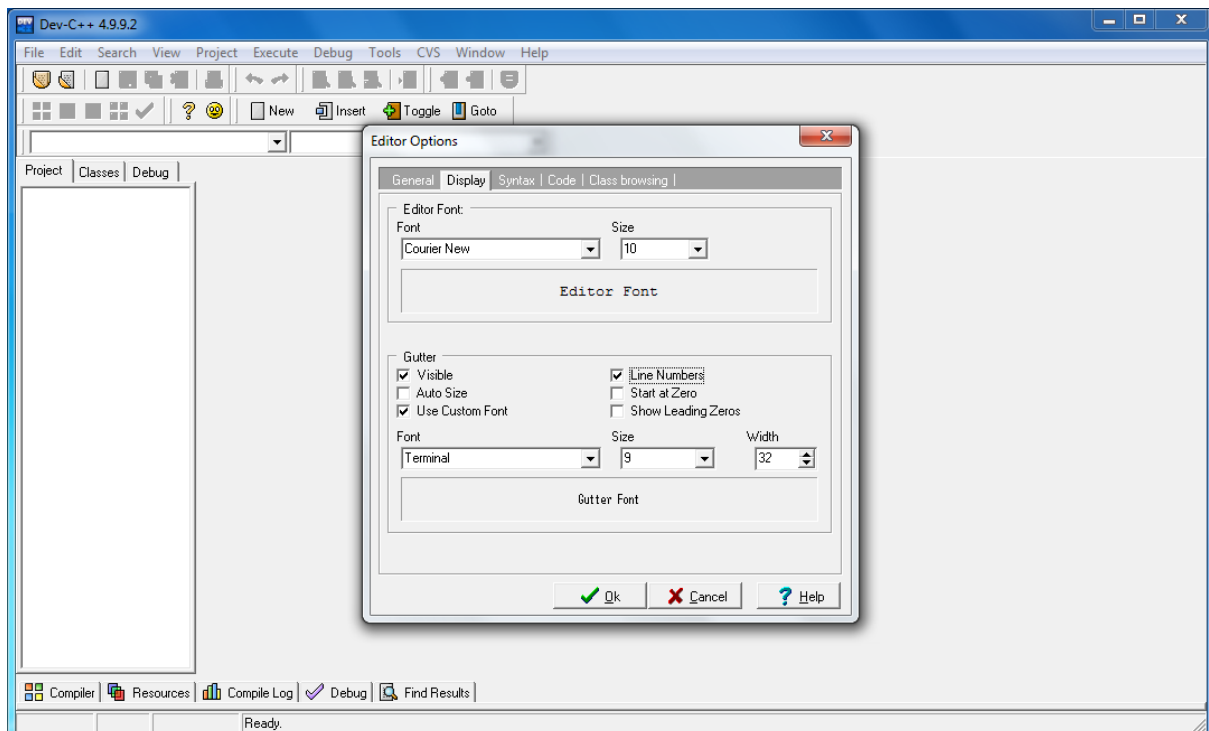 Dev-C++ 4.9.9.2
File Edit Search View Project Execute Debug Tools CVS Window Help
New Insert Toggle Goto
Editor Options
Project Classes Debug
General Display Syntax Code Class browsing
Editor Font:
Font Size
Courier New 10
Editor Font
Gutter
Visible Line Numbers
Auto Size Start at Zero
Use Custom Font Show Leading Zeros
Font Size Width
Terminal 9 32
Gutter Font
Ok Cancel Help
Compiler Resources Compile Log Debug Find Results
Ready.